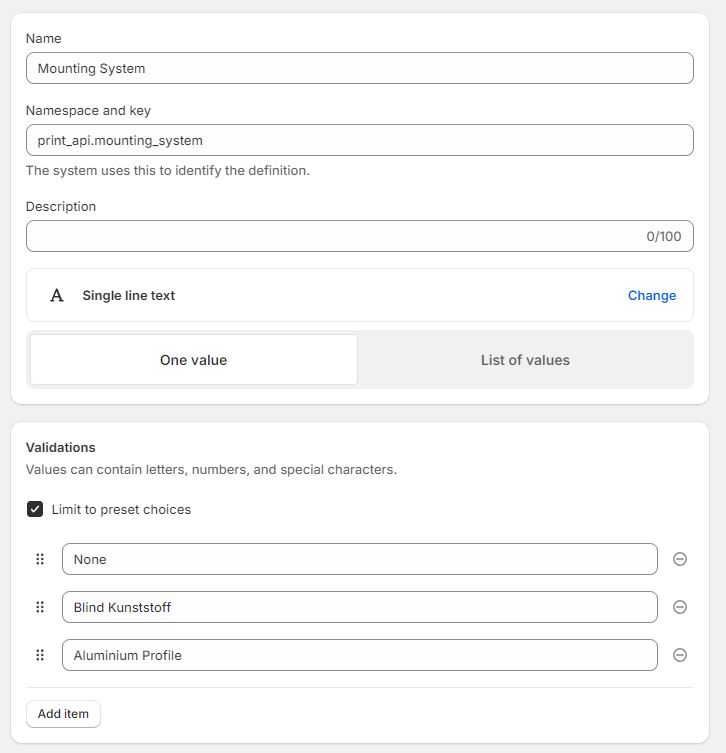 Name
Mounting System
Namespace and key
print_api.mounting_system
The system uses this to identify the definition.
Description
0/100
A Single line text Change
One value List of values
Validations
Values can contain letters, numbers, and special characters.
Limit to preset choices
None
Blind Kunststoff
Aluminium Profile
Add item